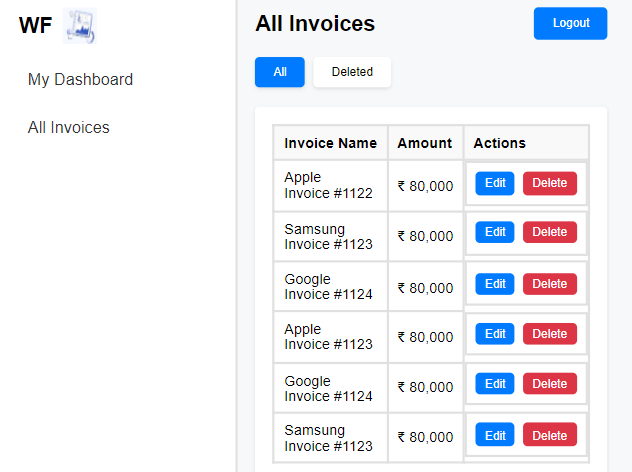 WF
My Dashboard
All Invoices
All Invoices
Logout
All
Deleted
Invoice Name Amount Actions
Apple
Invoice #1122
₹ 80,000
Edit Delete
Samsung
Invoice #1123
₹ 80,000
Edit Delete
Google
Invoice #1124
₹ 80,000
Edit Delete
Apple
Invoice #1123
₹ 80,000
Edit Delete
Google
Invoice #1124
₹ 80,000
Edit Delete
Samsung
Invoice #1123
₹ 80,000
Edit Delete